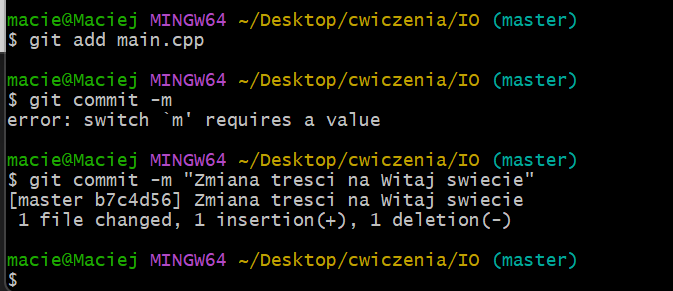 macie@Maciej MINGW64 ~/Desktop/cwiczenia/IO (master)
$ git add main.cpp
macie@Maciej MINGW64 ~/Desktop/cwiczenia/IO (master)
$ git commit -m
error: switch `m' requires a value
macie@Maciej MINGW64 ~/Desktop/cwiczenia/IO (master)
$ git commit -m "Zmiana tresci na Witaj swiecie"
[master b7c4d56] Zmiana tresci na Witaj swiecie
 1 file changed, 1 insertion(+), 1 deletion(-)
macie@Maciej MINGW64 ~/Desktop/cwiczenia/IO (master)
$